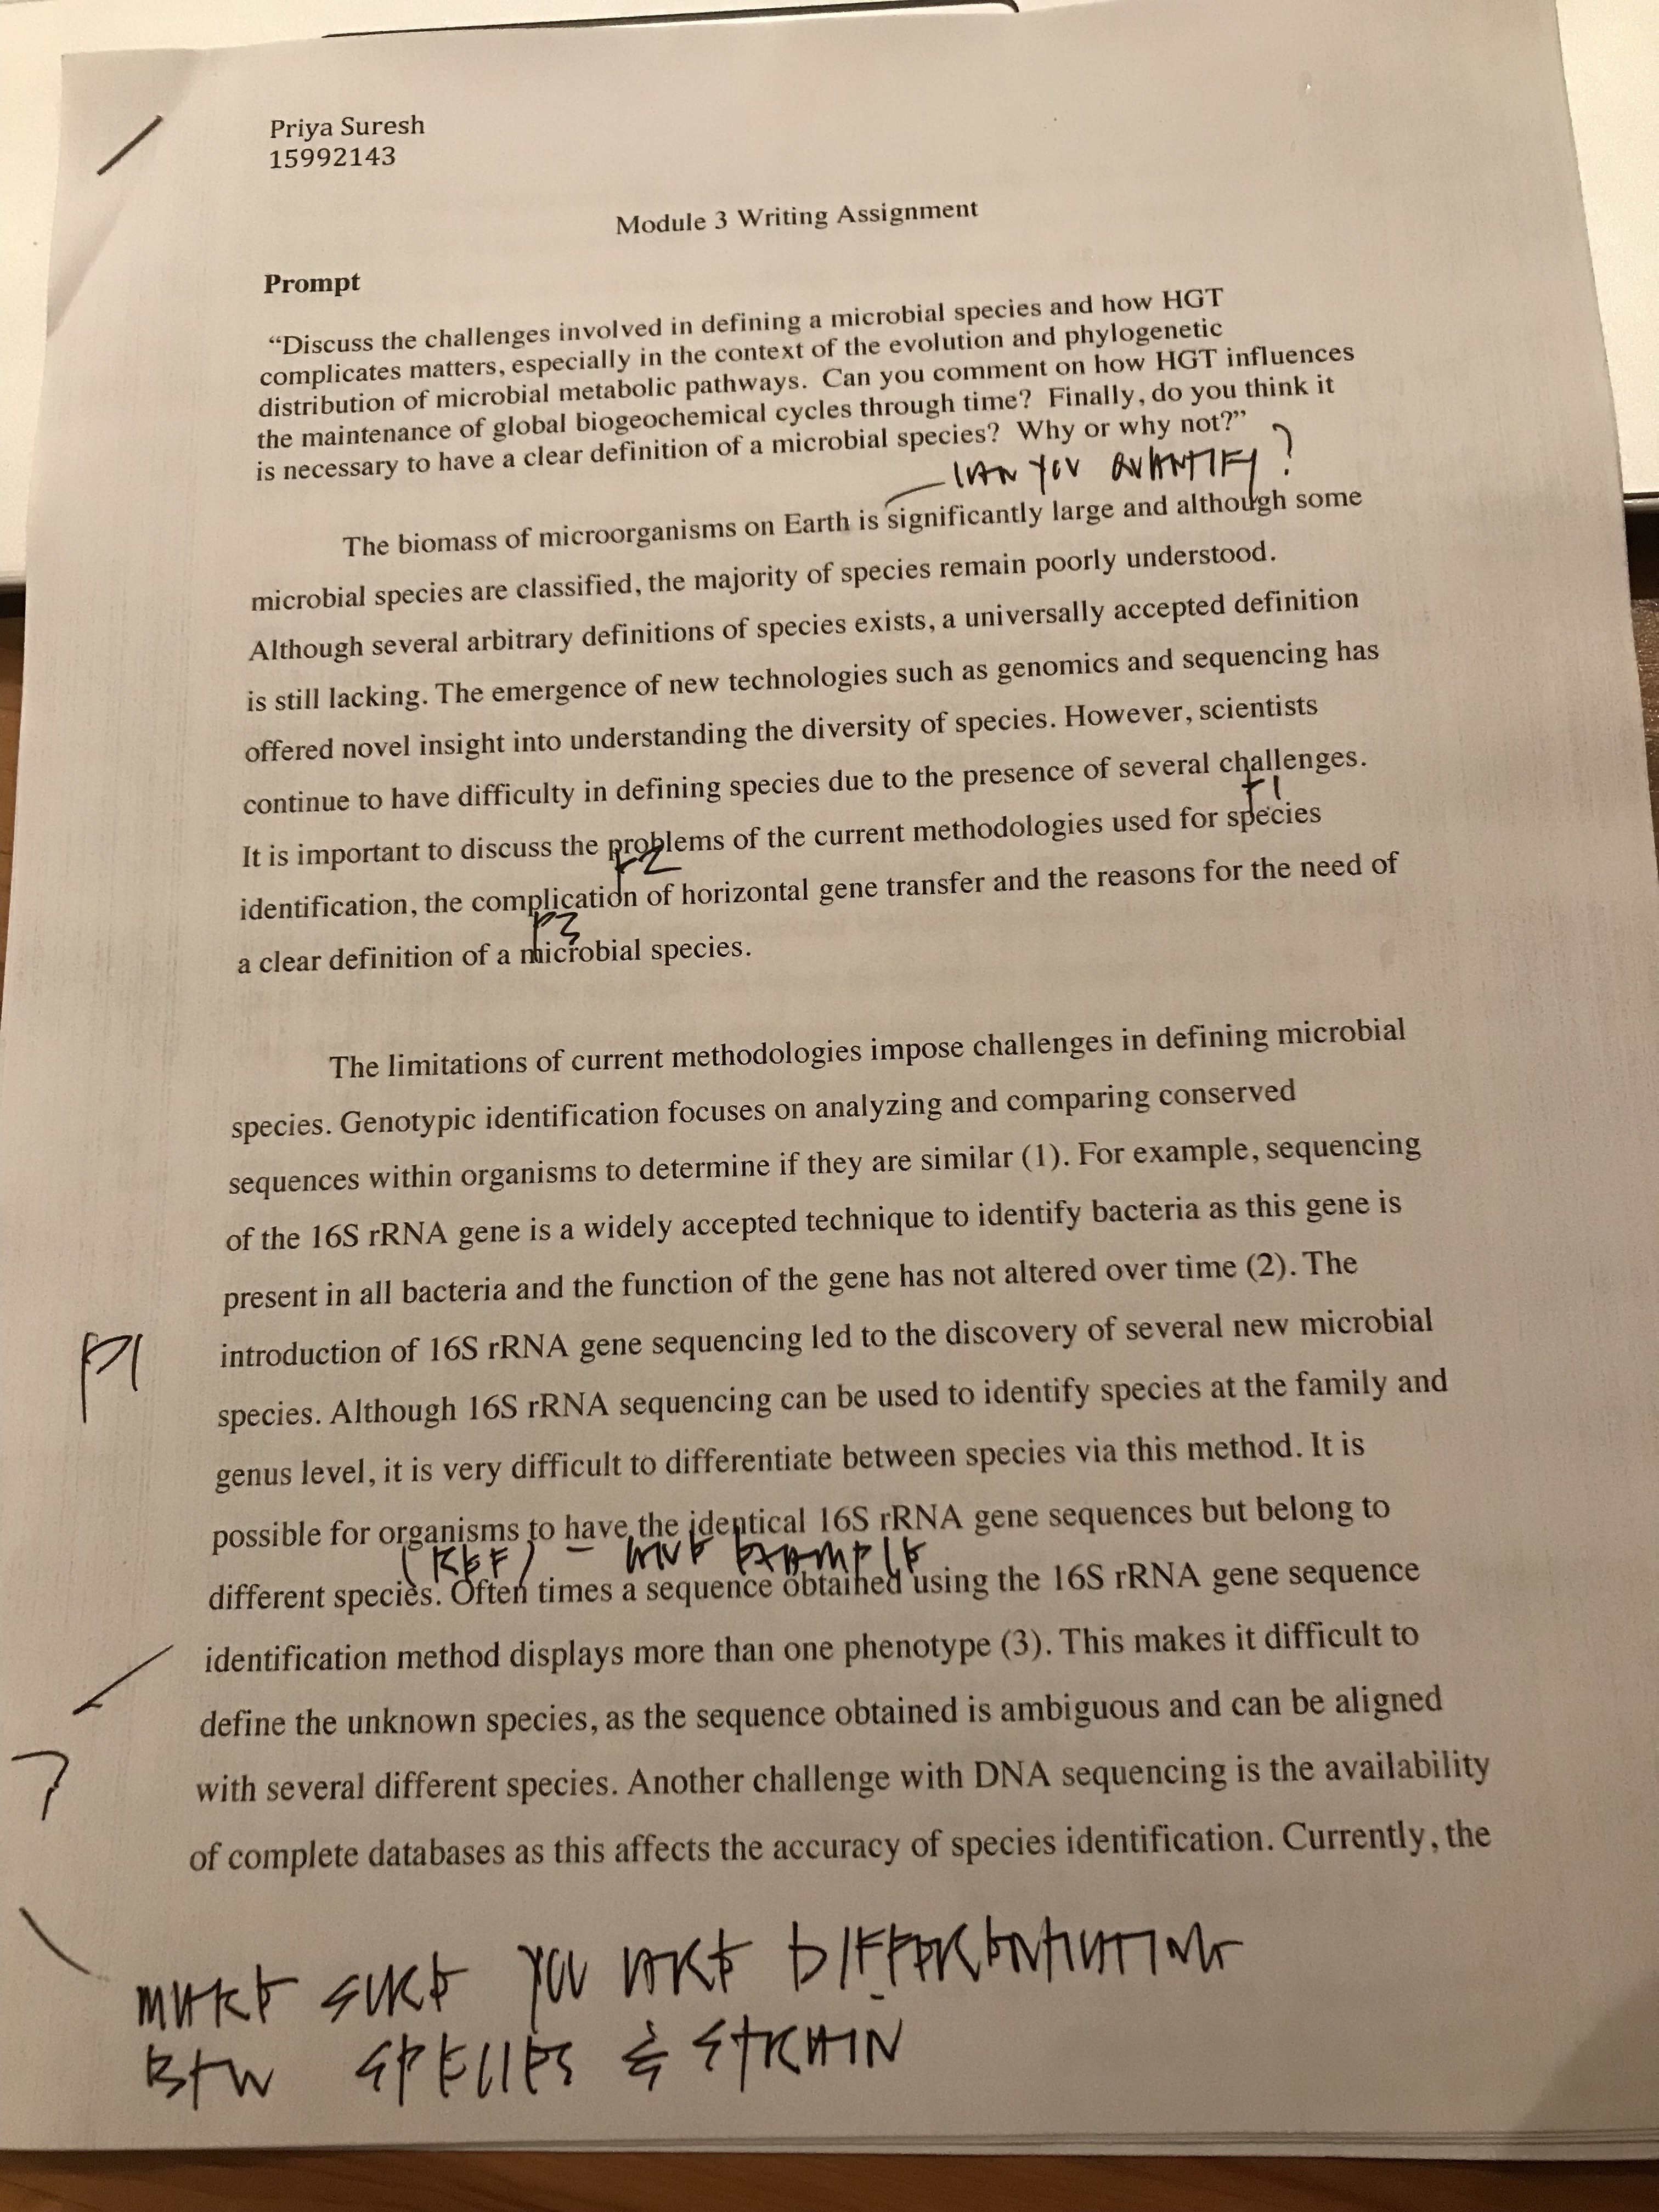 Priya Suresh
15992143
Module 3 Writing Assignment
Prompt
“Discuss the challenges involved in defining a microbial species and how HGT
complicates matters, especially in the context of the evolution and phylogenetic
distribution of microbial metabolic pathways. Can you comment on how HGT influences
the maintenance of global biogeochemical cycles through time? Finally, do you think it
is necessary to have a clear definition of a microbial species? Why or why not?”
CAN YOU QUANTIFY?
The biomass of microorganisms on Earth is significantly large and although some
microbial species are classified, the majority of species remain poorly understood.
Although several arbitrary definitions of species exists, a universally accepted definition
is still lacking. The emergence of new technologies such as genomics and sequencing has
offered novel insight into understanding the diversity of species. However, scientists
continue to have difficulty in defining species due to the presence of several challenges.
P1
It is important to discuss the problems of the current methodologies used for species
P2
identification, the complication of horizontal gene transfer and the reasons for the need of
P3
a clear definition of a microbial species.
The limitations of current methodologies impose challenges in defining microbial
species. Genotypic identification focuses on analyzing and comparing conserved
sequences within organisms to determine if they are similar (1). For example, sequencing
of the 16S rRNA gene is a widely accepted technique to identify bacteria as this gene is
present in all bacteria and the function of the gene has not altered over time (2). The
P1
introduction of 16S rRNA gene sequencing led to the discovery of several new microbial
species. Although 16S rRNA sequencing can be used to identify species at the family and
genus level, it is very difficult to differentiate between species via this method. It is
possible for organisms to have the identical 16S rRNA gene sequences but belong to
(REF) – GIVE EXAMPLE
different species. Often times a sequence obtained using the 16S rRNA gene sequence
identification method displays more than one phenotype (3). This makes it difficult to
define the unknown species, as the sequence obtained is ambiguous and can be aligned
with several different species. Another challenge with DNA sequencing is the availability
of complete databases as this affects the accuracy of species identification. Currently, the
MAKE SURE YOU ARE DIFFERENTIATING
BTW SPECIES & STRAIN